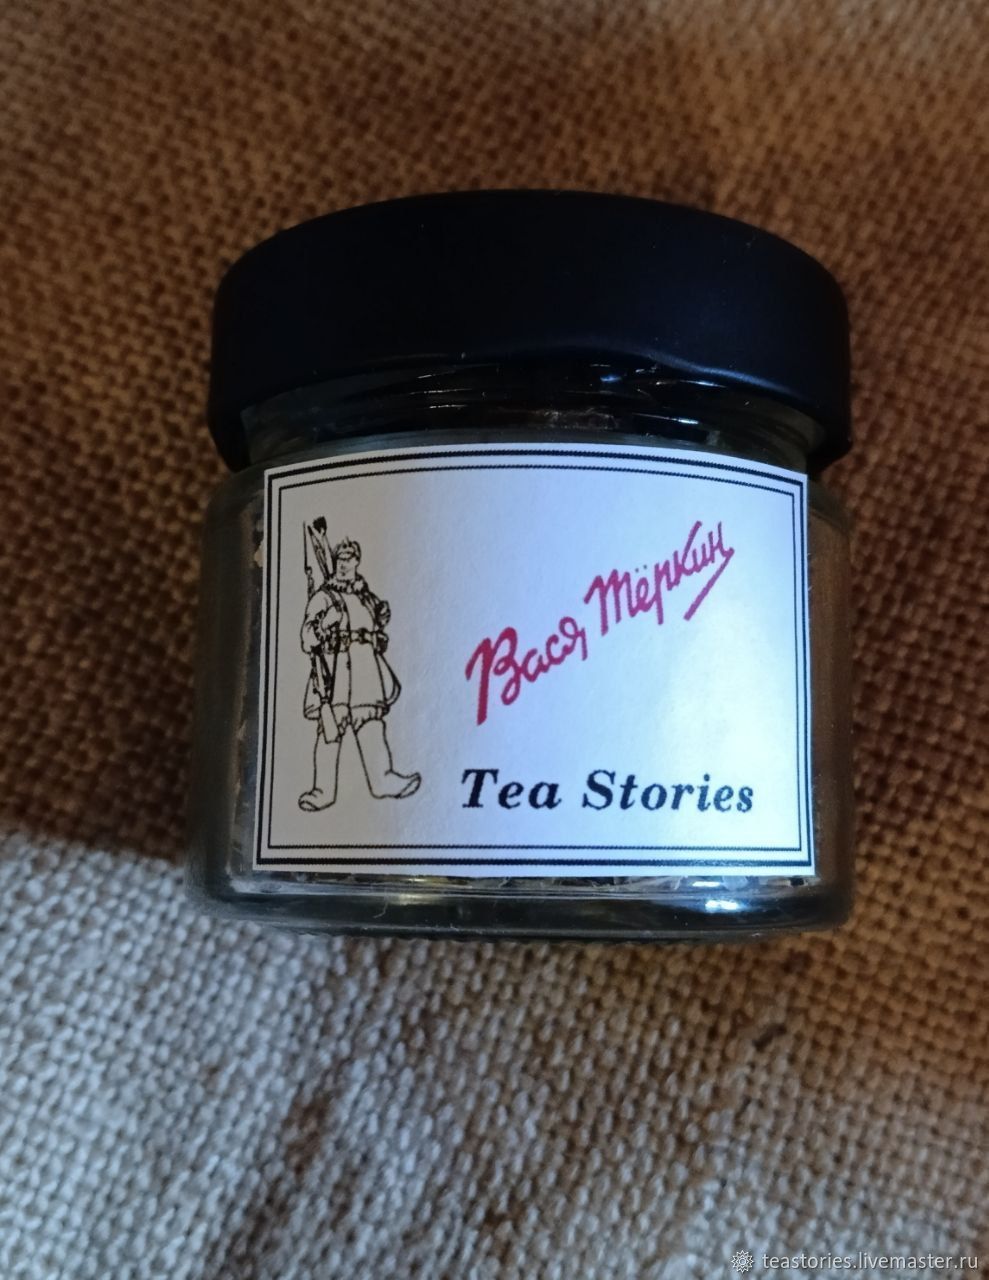 Вася Тёркин
Tea Stories
teastories.livemaster.ru